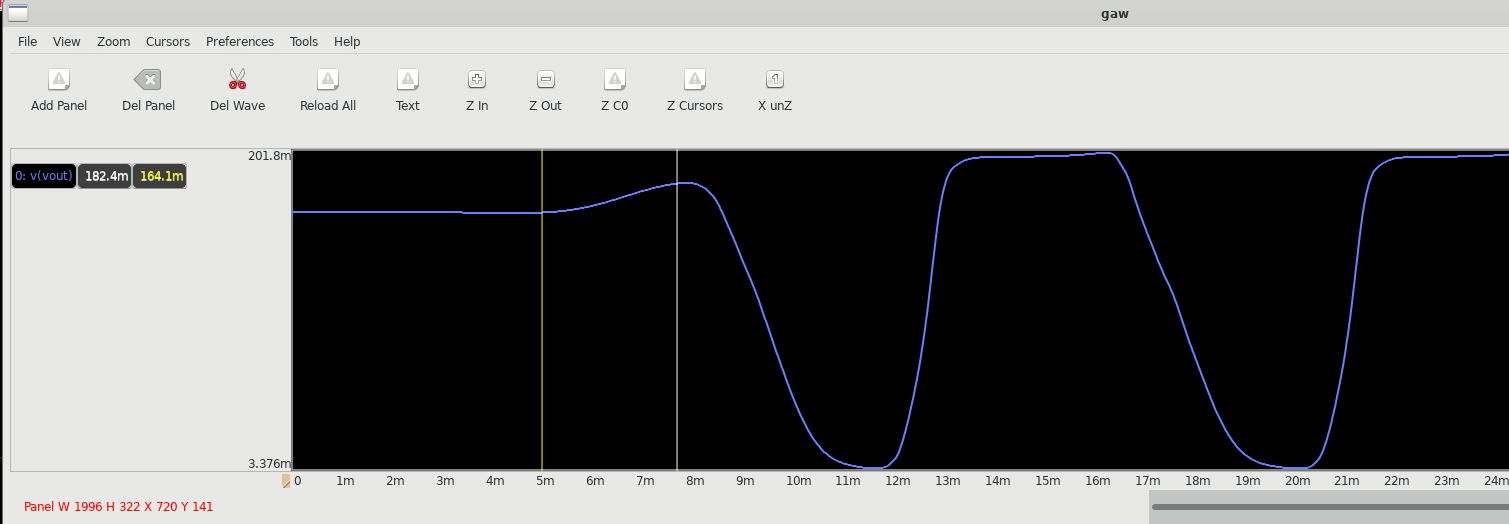 gaw
File View Zoom Cursors Preferences Tools Help
Add Panel Del Panel Del Wave Reload All Text Z In Z Out Z C0 Z Cursors X unZ
201.8m
0: v(vout) 182.4m 164.1m
3.376m
0 1m 2m 3m 4m 5m 6m 7m 8m 9m 10m 11m 12m 13m 14m 15m 16m 17m 18m 19m 20m 21m 22m 23m 24m
Panel W 1996 H 322 X 720 Y 141